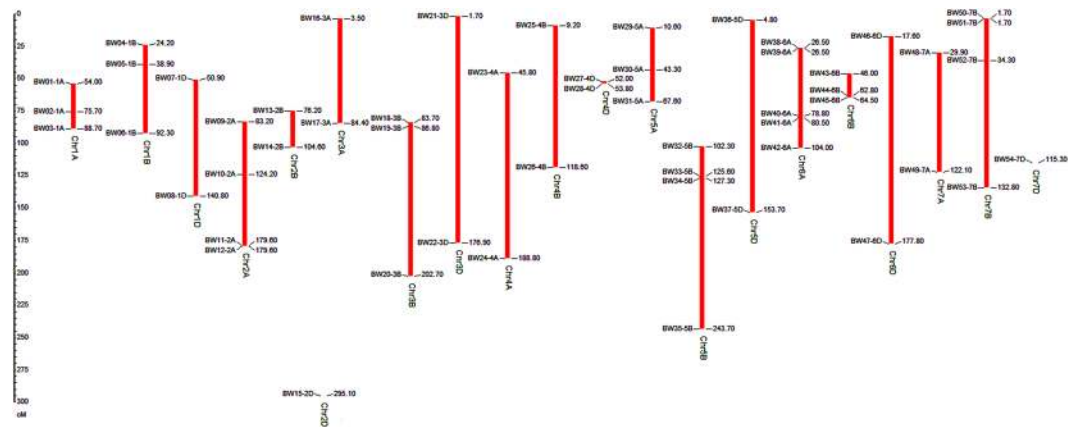 0
25
50
75
100
125
150
175
200
225
250
275
300
cM
BW01-1A 54.00
BW02-1A 75.70
BW03-1A 88.70
Chr1A
BW04-1B 24.20
BW05-1B 38.90
BW06-1B 92.30
Chr1B
BW07-1D 50.90
BW08-1D 140.80
Chr1D
BW09-2A 83.20
BW10-2A 124.20
BW11-2A 179.60
BW12-2A 179.60
Chr2A
BW13-2B 75.20
BW14-2B 104.60
Chr2B
BW15-2D 295.10
Chr2D
BW16-3A 3.50
BW17-3A 84.40
Chr3A
BW18-3B 83.70
BW19-3B 86.80
BW20-3B 202.70
Chr3B
BW21-3D 1.70
BW22-3D 176.90
Chr3D
BW23-4A 45.80
BW24-4A 188.80
Chr4A
BW25-4B 9.20
BW26-4B 118.60
Chr4B
BW27-4D 52.00
BW28-4D 53.80
Chr4D
BW29-5A 10.60
BW30-5A 43.30
BW31-5A 67.60
Chr5A
BW32-5B 102.30
BW33-5B 125.60
BW34-5B 127.30
BW35-5B 243.70
Chr5B
BW36-5D 4.80
BW37-5D 153.70
Chr5D
BW38-6A 26.50
BW39-6A 26.50
BW40-6A 78.80
BW41-6A 80.50
BW42-6A 104.00
Chr6A
BW43-6B 46.00
BW44-6B 62.80
BW45-6B 64.50
Chr6B
BW46-6D 17.60
BW47-6D 177.80
Chr6D
BW48-7A 29.90
BW49-7A 122.10
Chr7A
BW50-7B 1.70
BW51-7B 1.70
BW52-7B 34.30
BW53-7B 132.80
Chr7B
BW54-7D 115.30
Chr7D